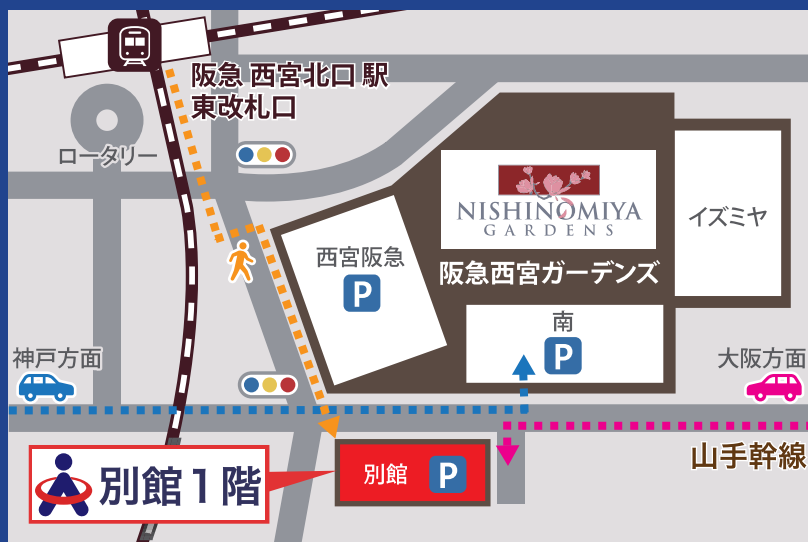 阪急 西宮北口 駅
東改札口
ロータリー
NISHINOMIYA
GARDENS
イズミヤ
西宮阪急
P
阪急西宮ガーデンズ
南
P
神戸方面
大阪方面
山手幹線
別館1階
別館 P